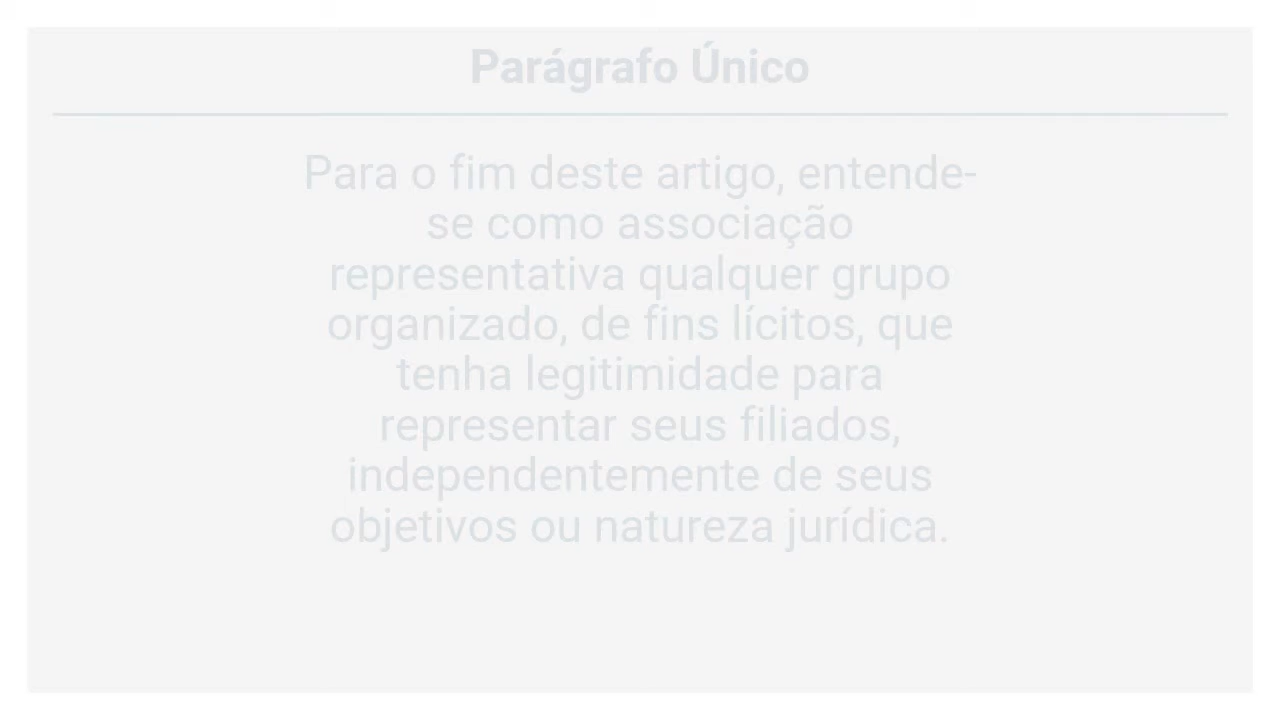 Parágrafo Único
Para o fim deste artigo, entende-
se como associação
representativa qualquer grupo
organizado, de fins lícitos, que
tenha legitimidade para
representar seus filiados,
independentemente de seus
objetivos ou natureza jurídica.